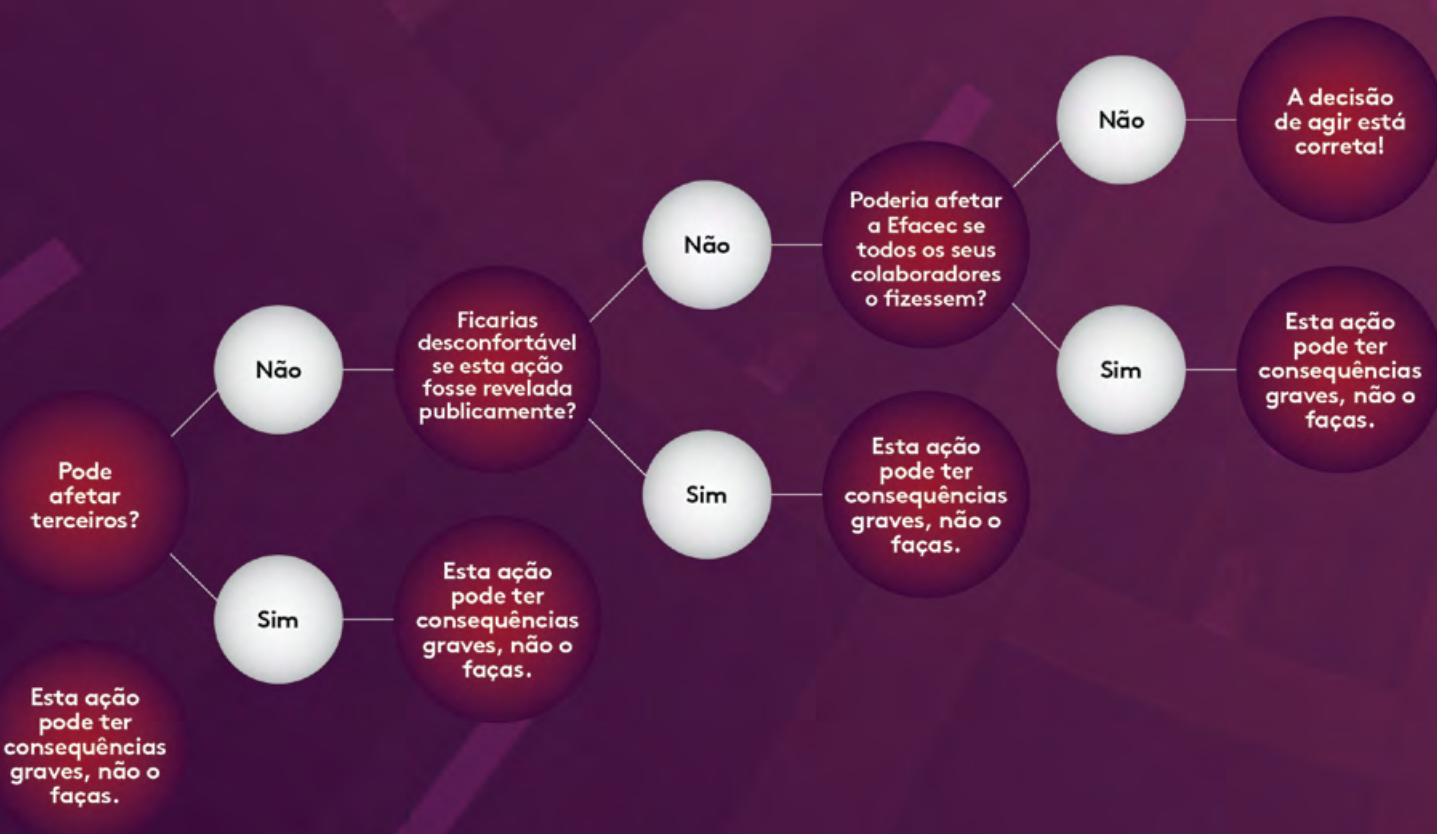 Pode
afetar
terceiros?
Esta ação
pode ter
consequências
graves, não o
faças.
Não
Sim
Ficarias
desconfortável
se esta ação
fosse revelada
publicamente?
Esta ação
pode ter
consequências
graves, não o
faças.
Não
Sim
Poderia afetar
a Efacec se
todos os seus
colaboradores
o fizessem?
Esta ação
pode ter
consequências
graves, não o
faças.
Não
Sim
A decisão
de agir está
correta!
Esta ação
pode ter
consequências
graves, não o
faças.